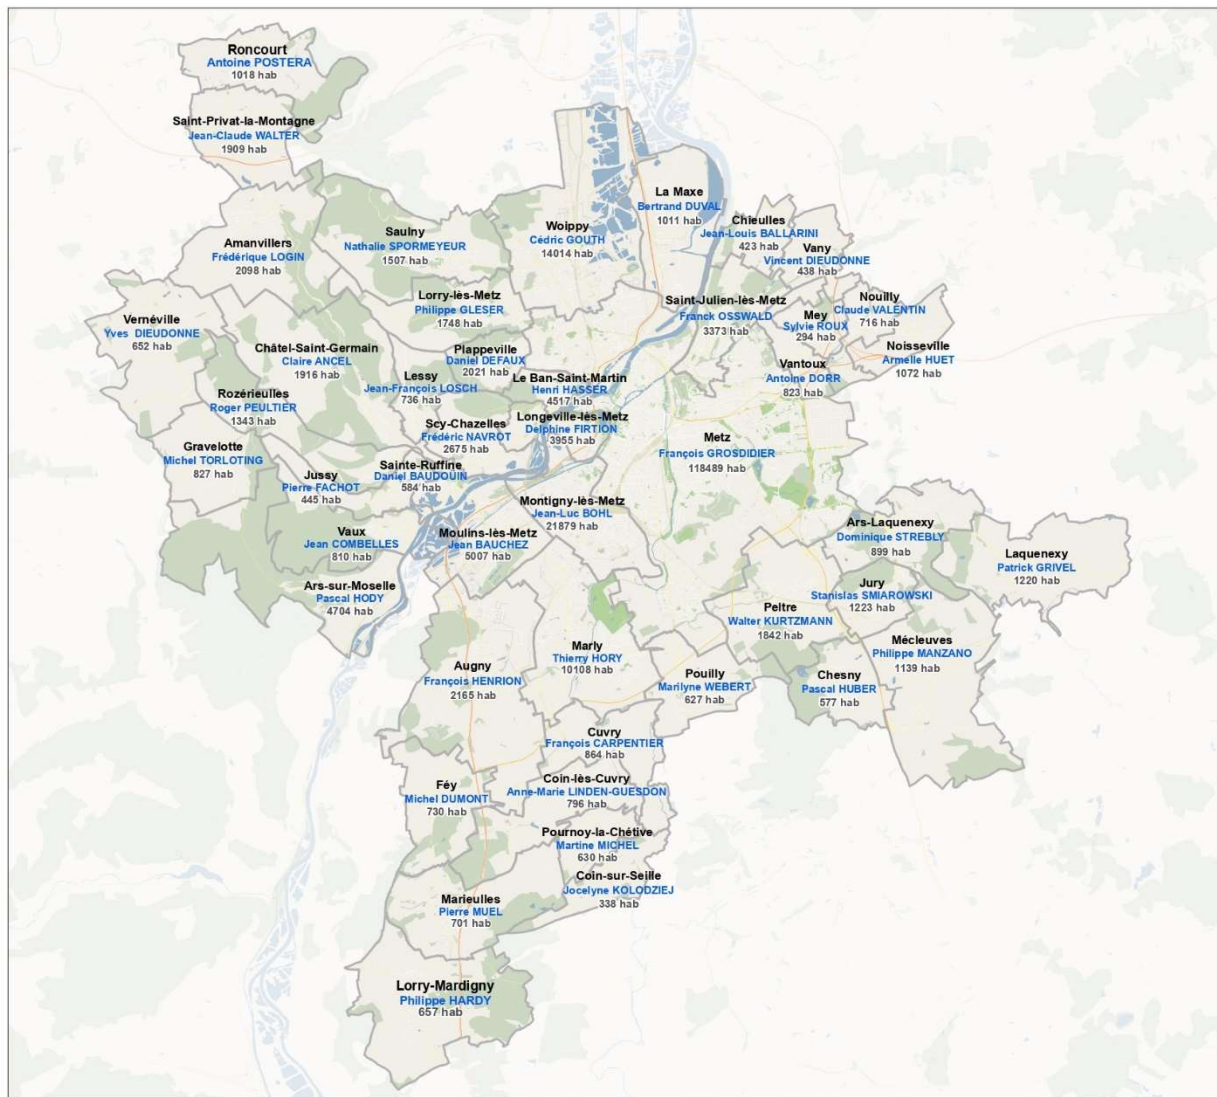 Roncourt
Antoine POSTERA
1018 hab
Saint-Privat-la-Montagne
Jean-Claude WALTER
1909 hab
La Maxe
Bertrand DUVAL
1011 hab
Woippy
Cédric GOUTH
14014 hab
Chieulles
Jean-Louis BALLARINI
423 hab
Saulny
Nathalie SPORMEYEUR
1507 hab
Amanvillers
Frédérique LOGIN
2098 hab
Vany
Vincent DIEUDONNE
438 hab
Lorry-lès-Metz
Philippe GLESER
1748 hab
Saint-Julien-lès-Metz
Franck OSSWALD
3373 hab
Nouilly
Claude VALENTIN
716 hab
Mey
Sylvie ROUX
294 hab
Vernéville
Yves DIEUDONNE
652 hab
Noisseville
Armelle HUET
1072 hab
Châtel-Saint-Germain
Claire ANCEL
1916 hab
Plappeville
Daniel DEFAUX
2021 hab
Vantoux
Antoine DORR
823 hab
Lessy
Jean-François LOSCH
736 hab
Le Ban-Saint-Martin
Henri HASSER
4517 hab
Rozérieulles
Roger PEULTIER
1343 hab
Longeville-lès-Metz
Delphine FIRTION
3955 hab
Scy-Chazelles
Frédéric NAVROT
2675 hab
Metz
François GROSDIDIER
118489 hab
Gravelotte
Michel TORLOTING
827 hab
Sainte-Ruffine
Daniel BAUDOUIN
584 hab
Jussy
Pierre FACHOT
445 hab
Montigny-lès-Metz
Jean-Luc BOHL
21879 hab
Ars-Laquenexy
Dominique STREBLY
899 hab
Vaux
Jean COMBELLES
810 hab
Moulins-lès-Metz
Jean BAUCHEZ
5007 hab
Laquenexy
Patrick GRIVEL
1220 hab
Ars-sur-Moselle
Pascal HODY
4704 hab
Jury
Stanislas SMIAROWSKI
1223 hab
Peltre
Walter KURTZMANN
1842 hab
Mécleuves
Philippe MANZANO
1139 hab
Marly
Thierry HORY
10108 hab
Augny
François HENRION
2165 hab
Pouilly
Marilyne WEBERT
627 hab
Chesny
Pascal HUBER
577 hab
Cuvry
François CARPENTIER
864 hab
Féy
Michel DUMONT
730 hab
Coin-lès-Cuvry
Anne-Marie LINDEN-GUESDON
796 hab
Pournoy-la-Chétive
Martine MICHEL
630 hab
Coin-sur-Seille
Jocelyne KOLODZIEJ
338 hab
Marieulles
Pierre MUEL
701 hab
Lorry-Mardigny
Philippe HARDY
657 hab